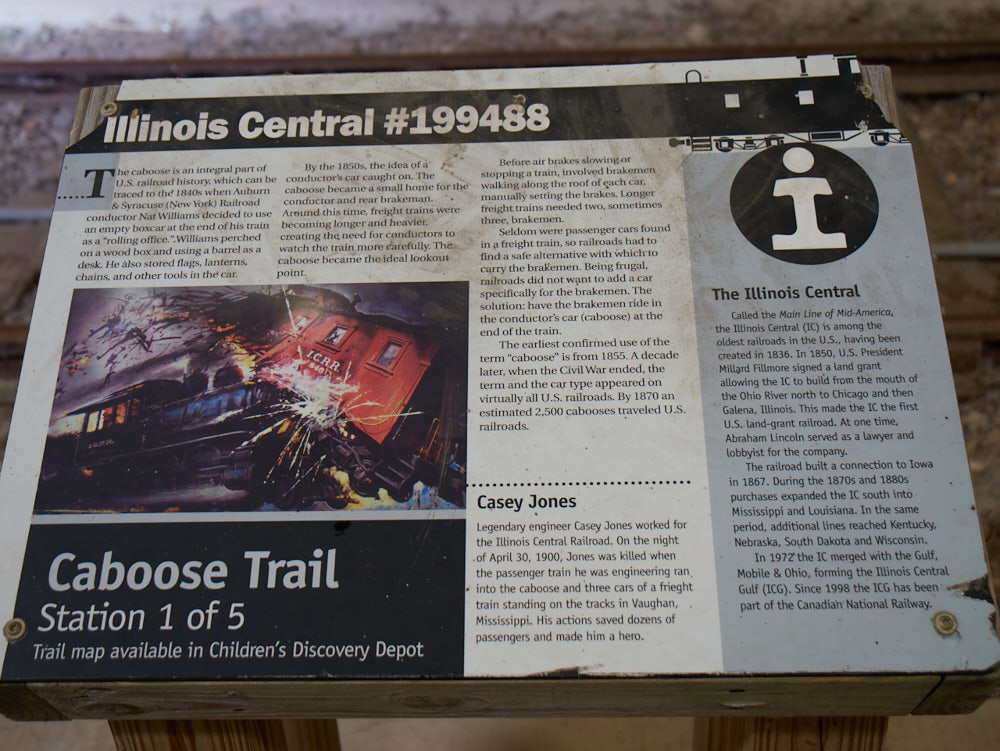 Illinois Central #199488
The caboose is an integral part of
U.S. railroad history, which can be
traced to the 1840s when Auburn
& Syracuse (New York) Railroad
conductor Nat Williams decided to use
an empty boxcar at the end of his train
as a “rolling office.” Williams perched
on a wood box and using a barrel as a
desk. He also stored flags, lanterns,
chains, and other tools in the car.
By the 1850s, the idea of a
conductor’s car caught on. The
caboose became a small home for the
conductor and rear brakeman.
Around this time, freight trains were
becoming longer and heavier,
creating the need for conductors to
watch the train more carefully. The
caboose became the ideal lookout
point.
Before air brakes slowing or
stopping a train, involved brakemen
walking along the roof of each car,
manually setting the brakes. Longer
freight trains needed two, sometimes
three, brakemen.
Seldom were passenger cars found
in a freight train, so railroads had to
find a safe alternative with which to
carry the brakemen. Being frugal,
railroads did not want to add a car
specifically for the brakemen. The
solution: have the brakemen ride in
the conductor’s car (caboose) at the
end of the train.
The earliest confirmed use of the
term “caboose” is from 1855. A decade
later, when the Civil War ended, the
term and the car type appeared on
virtually all U.S. railroads. By 1870 an
estimated 2,500 cabooses traveled U.S.
railroads.
I.C.R.R.
I.C.R.R.
Caboose Trail
Station 1 of 5
Trail map available in Children’s Discovery Depot
Casey Jones
Legendary engineer Casey Jones worked for
the Illinois Central Railroad. On the night
of April 30, 1900, Jones was killed when
the passenger train he was engineering ran
into the caboose and three cars of a frieght
train standing on the tracks in Vaughan,
Mississippi. His actions saved dozens of
passengers and made him a hero.
The Illinois Central
Called the Main Line of Mid-America,
the Illinois Central (IC) is among the
oldest railroads in the U.S., having been
created in 1836. In 1850, U.S. President
Millard Fillmore signed a land grant
allowing the IC to build from the mouth of
the Ohio River north to Chicago and then
Galena, Illinois. This made the IC the first
U.S. land-grant railroad. At one time,
Abraham Lincoln served as a lawyer and
lobbyist for the company.
The railroad built a connection to Iowa
in 1867. During the 1870s and 1880s
purchases expanded the IC south into
Mississippi and Louisiana. In the same
period, additional lines reached Kentucky,
Nebraska, South Dakota and Wisconsin.
In 1972 the IC merged with the Gulf,
Mobile & Ohio, forming the Illinois Central
Gulf (ICG). Since 1998 the ICG has been
part of the Canadian National Railway.